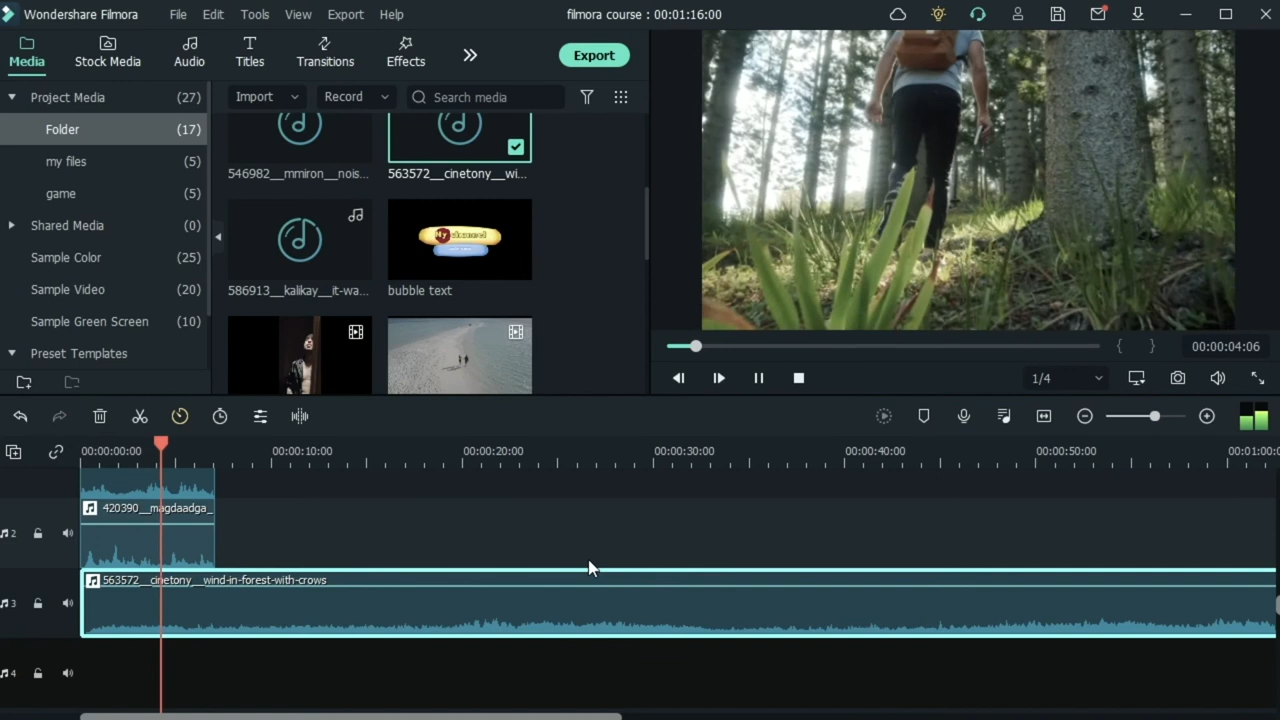 Wondershare Filmora
File
Edit
Tools
View
Export
Help
filmora course : 00:01:16:00
Media
Stock Media
Audio
Titles
Transitions
Effects
Export
Project Media (27)
Folder (17)
my files (5)
game (5)
Shared Media (0)
Sample Color (25)
Sample Video (20)
Sample Green Screen (10)
Preset Templates
Import
Record
Search media
546982__mmiron__nois...
563572__cinetony__wi...
586913__kalikay__it-wa...
My channel
bubble text
{ }
00:00:04:06
1/4
00:00:00:00
00:00:10:00
00:00:20:00
00:00:30:00
00:00:40:00
00:00:50:00
00:01:00:
2
420390__magdaadga_
3
563572__cinetony__wind-in-forest-with-crows
4